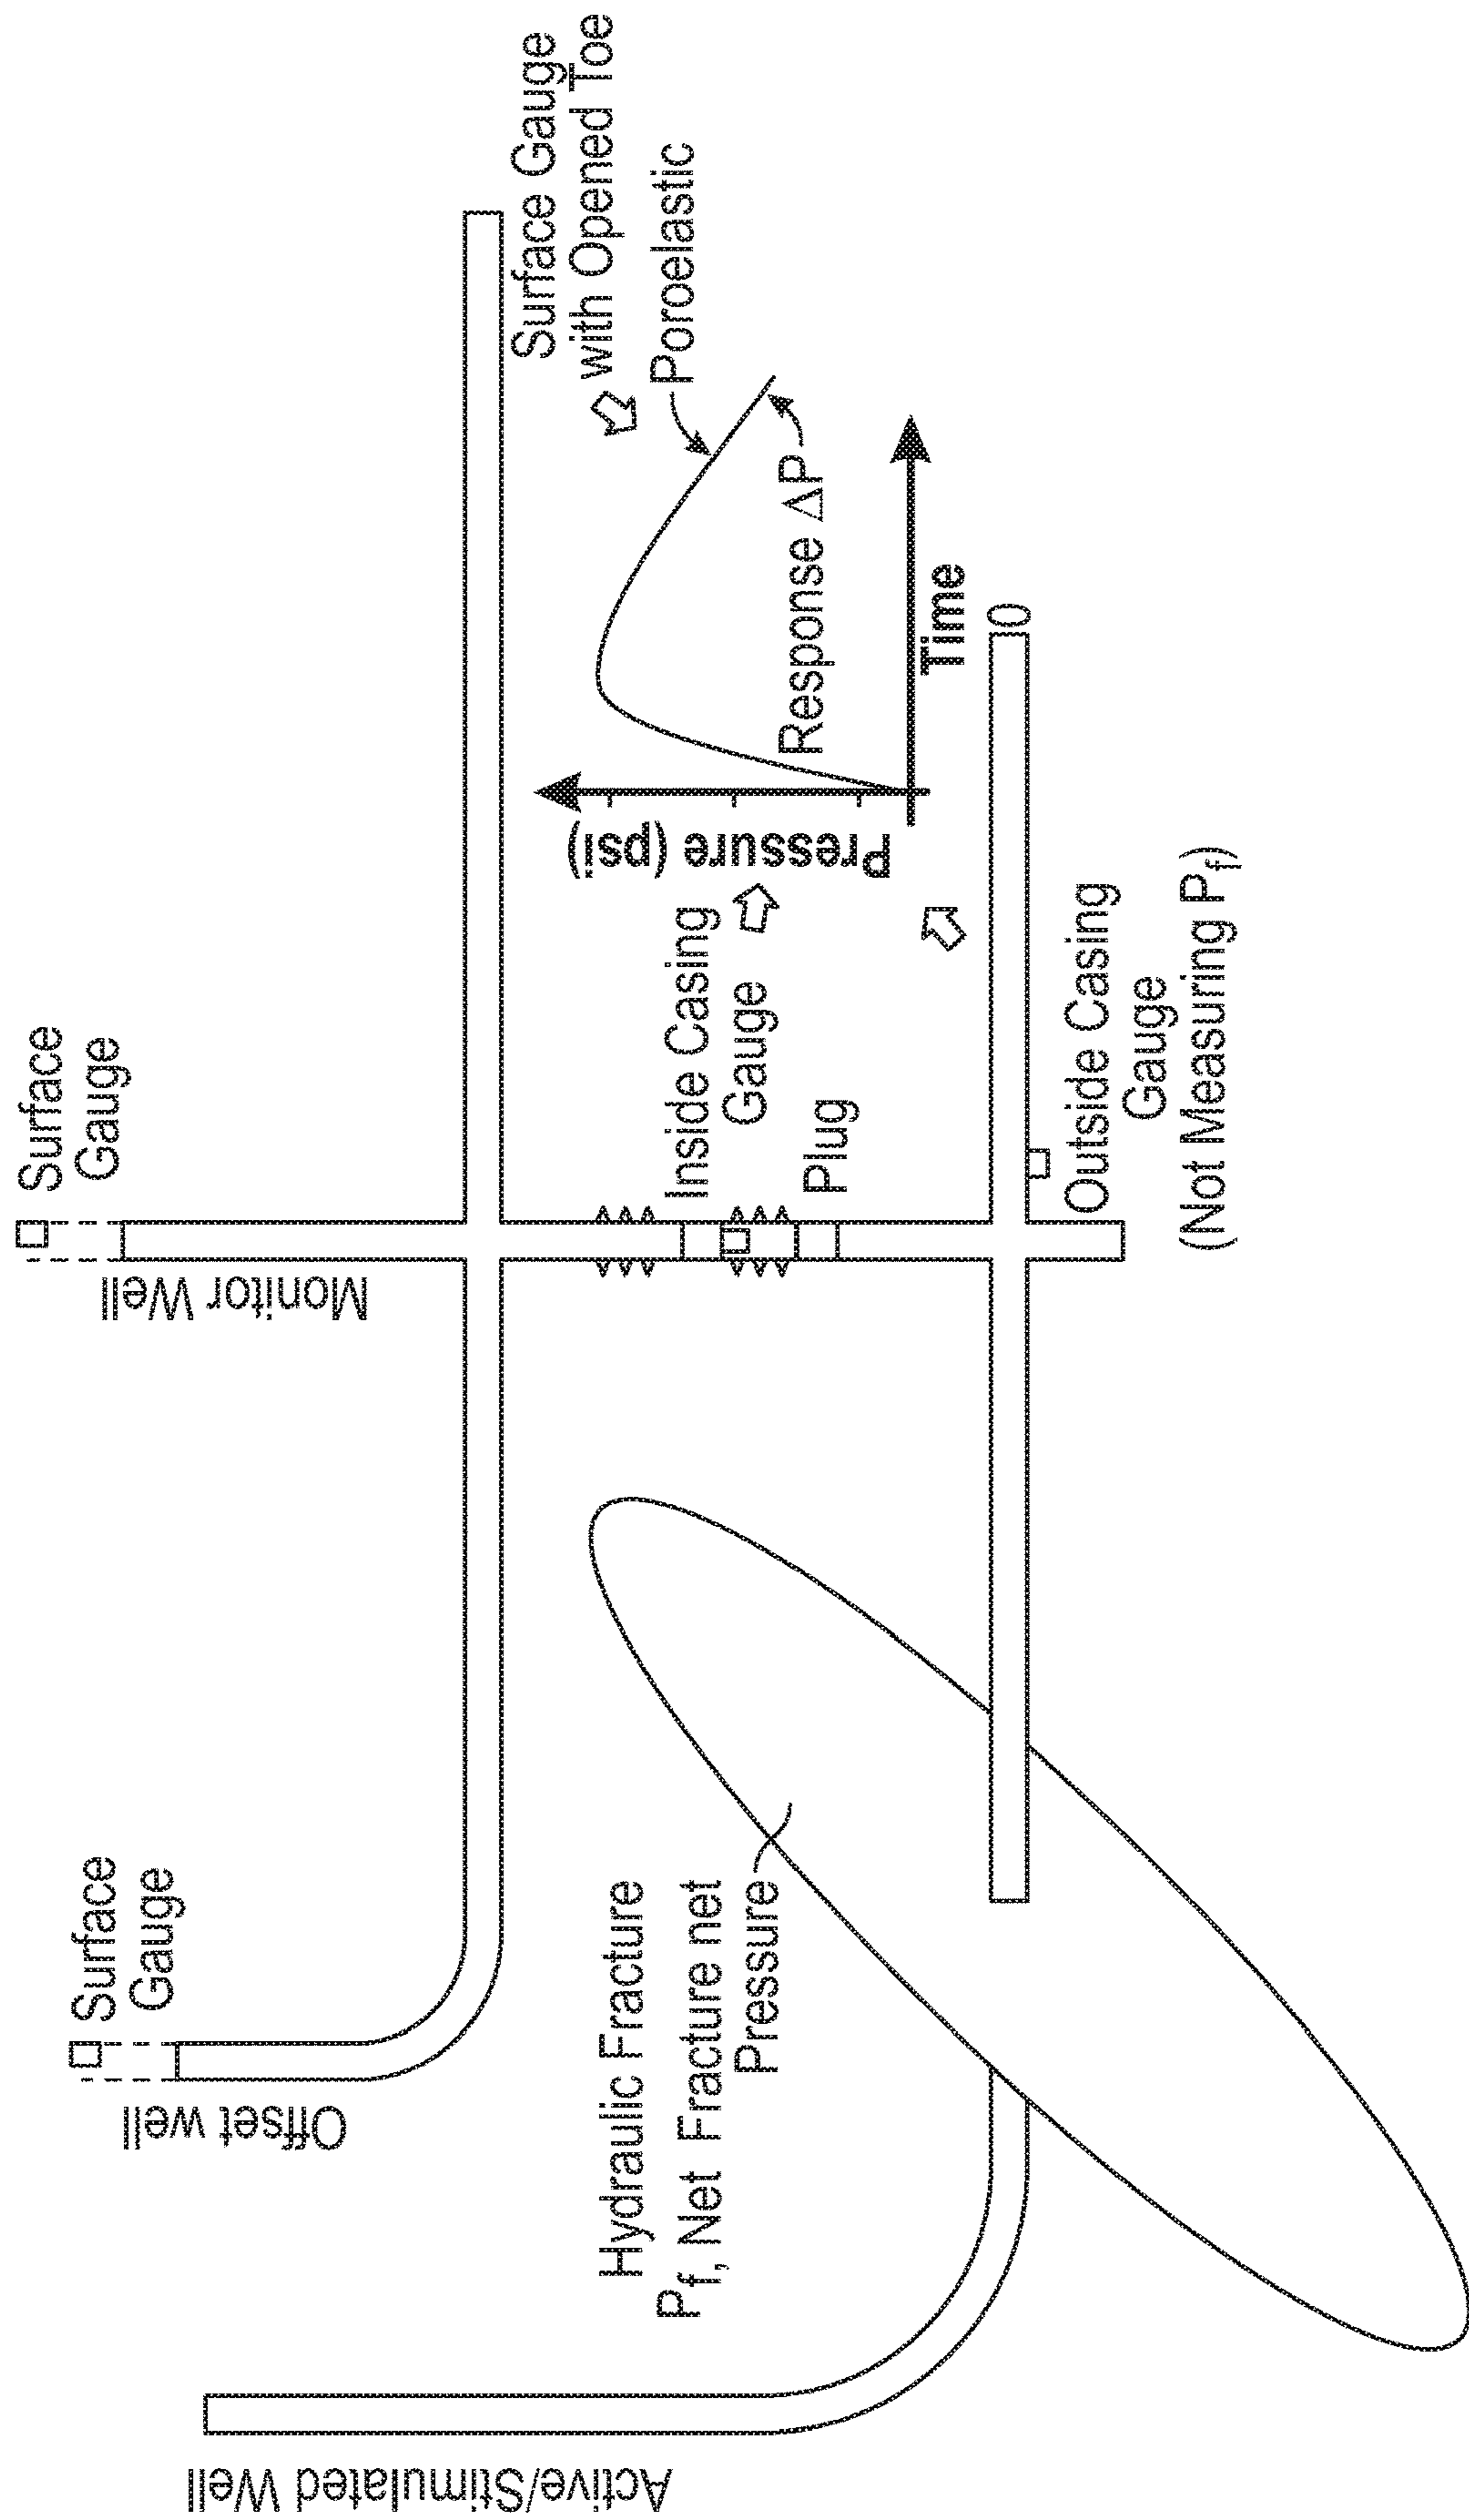 Active/Stimulated Well
Offset well
Surface
Gauge
Monitor Well
Surface
Gauge
Hydraulic Fracture
Pf, Net Fracture net
Pressure
Inside Casing
Gauge
Plug
Pressure (psi)
Response ΔP
Time
Surface Gauge
with Opened Toe
Poroelastic
Outside Casing
Gauge
(Not Measuring Pf)